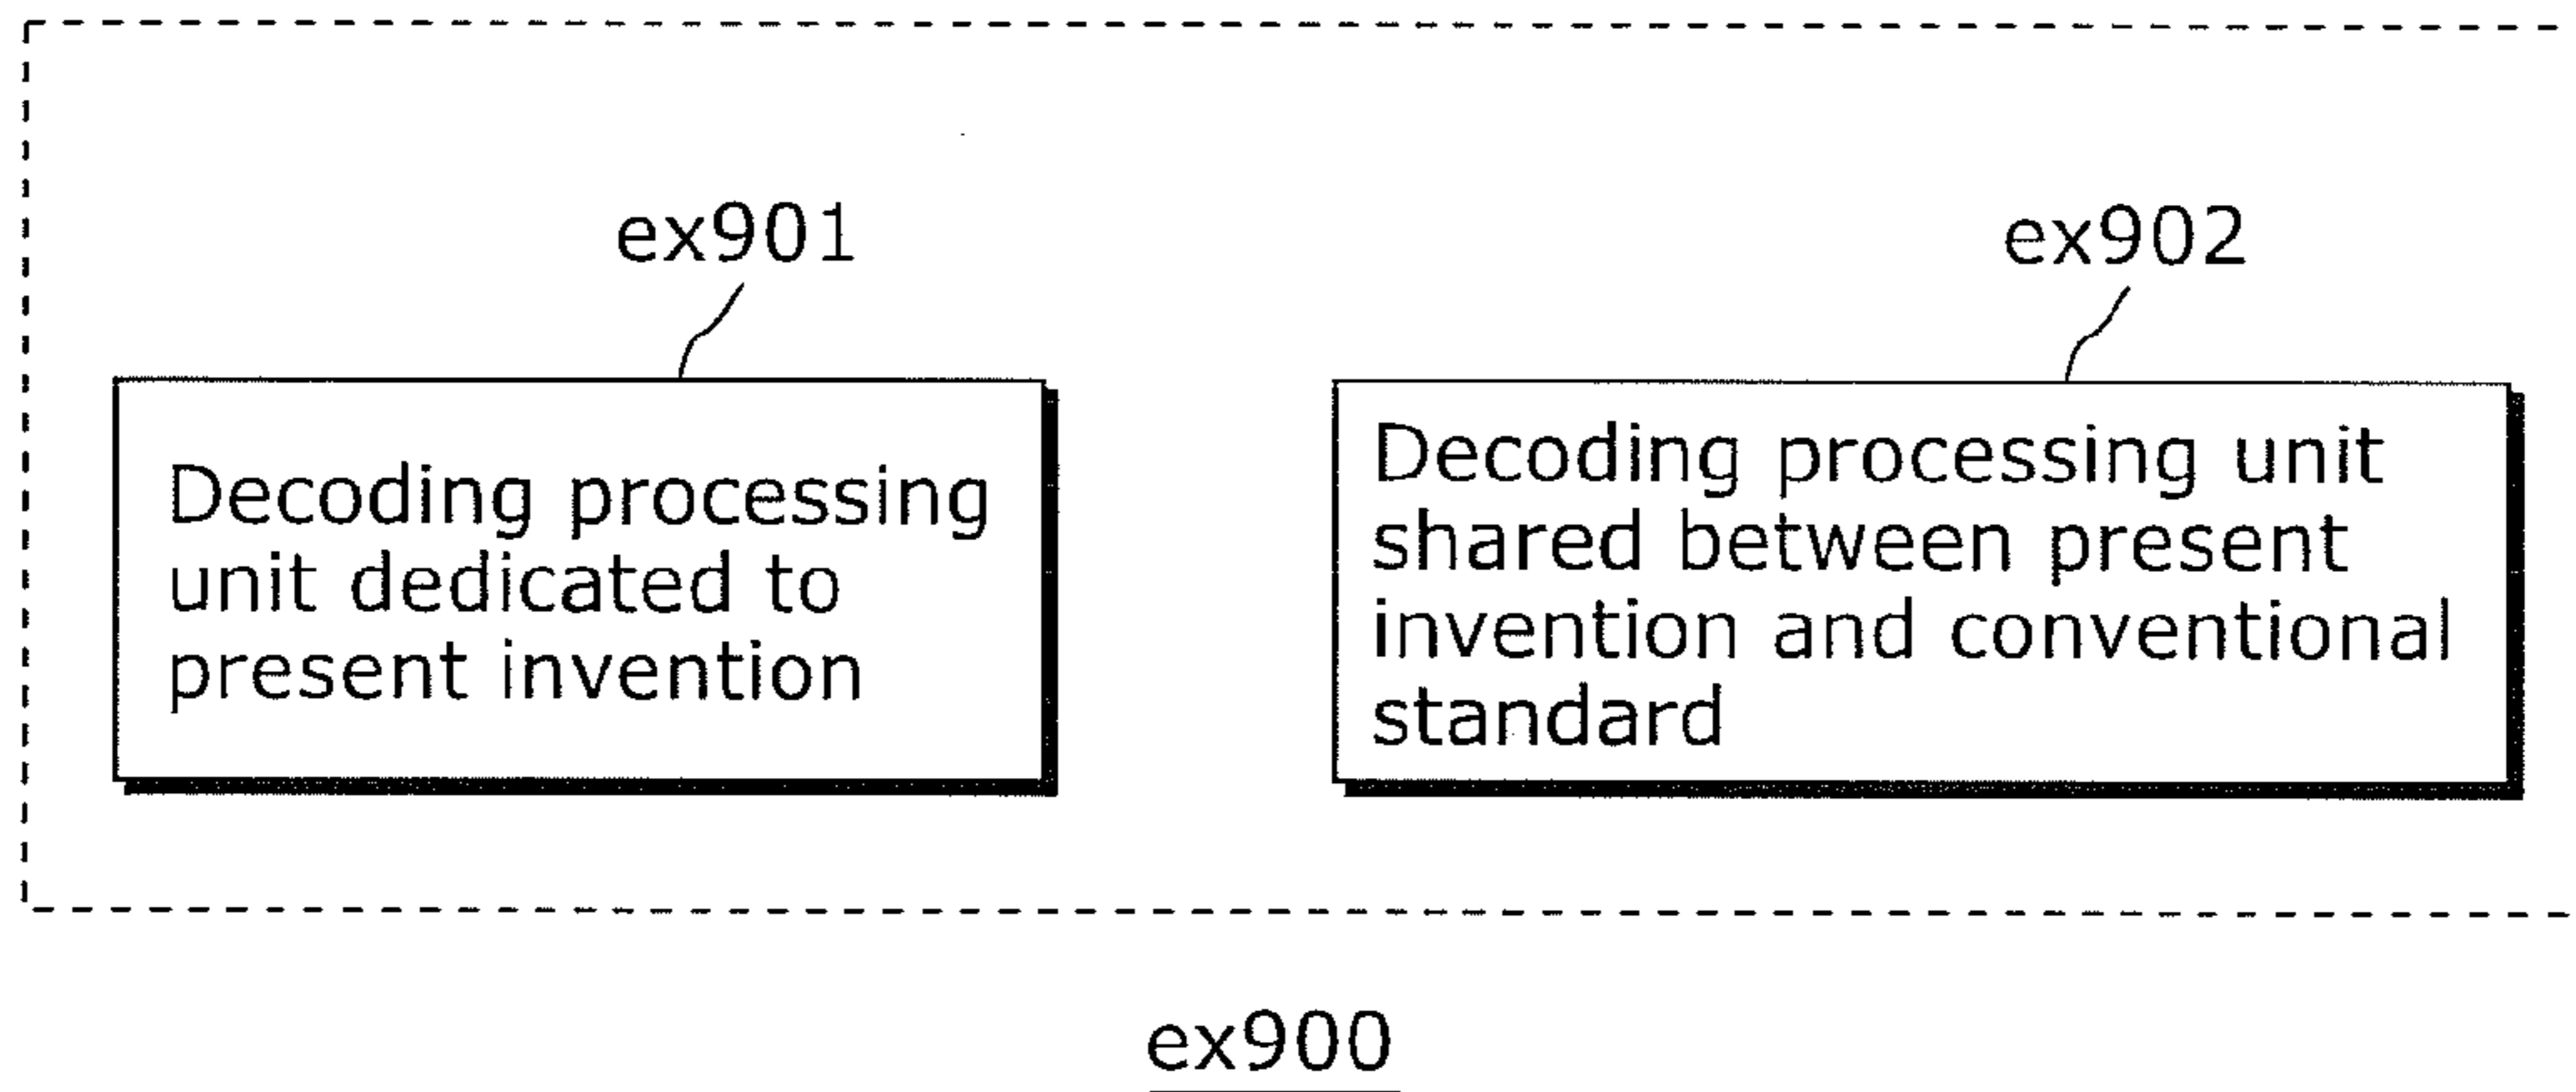 ex901
ex902
Decoding processing
unit dedicated to
present invention
Decoding processing unit
shared between present
invention and conventional
standard
ex900